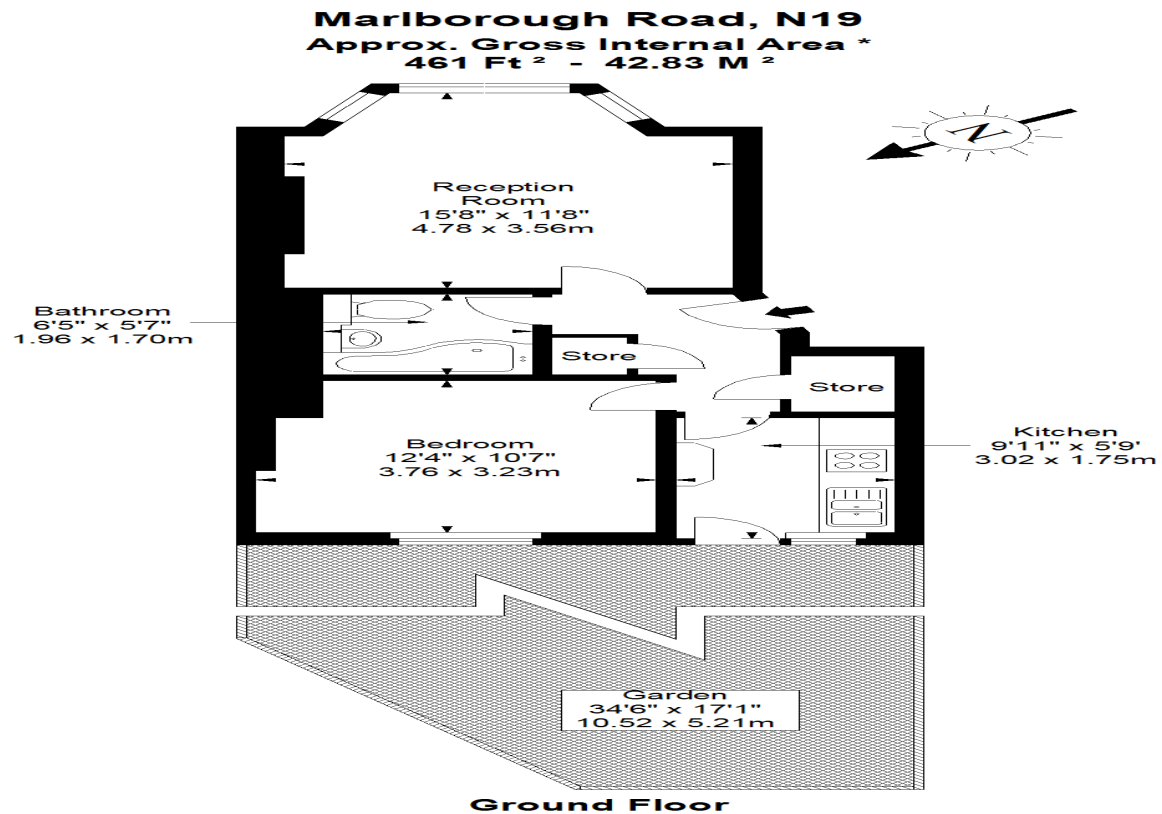 Marlborough Road, N19
Approx. Gross Internal Area *
461 Ft ² - 42.83 M ²
N
Reception
Room
15'8" x 11'8"
4.78 x 3.56m
Bathroom
6'5" x 5'7"
1.96 x 1.70m
Store
Store
Bedroom
12'4" x 10'7"
3.76 x 3.23m
Kitchen
9'11" x 5'9'
3.02 x 1.75m
Garden
34'6" x 17'1"
10.52 x 5.21m
Ground Floor